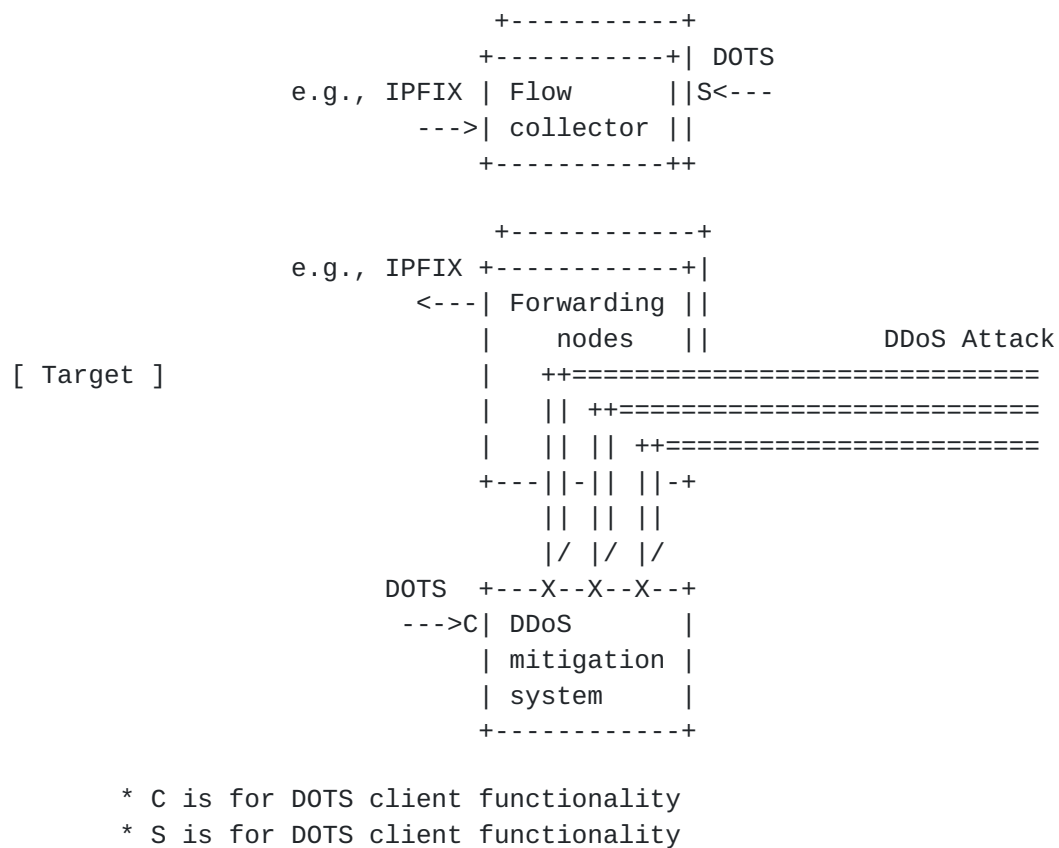 +-----------+
+-----------+| DOTS
e.g., IPFIX | Flow      ||S<---
--->| collector ||
+-----------++
+------------+
e.g., IPFIX +------------+|
<---| Forwarding ||
|    nodes   ||           DDoS Attack
[ Target ]                    |   ++==============================
|   || ++===========================
|   || || ++========================
+---||-|| ||-+
|| || ||
|/ |/ |/
DOTS  +---X--X--X--+
--->C| DDoS       |
| mitigation |
| system     |
+------------+
* C is for DOTS client functionality
* S is for DOTS client functionality